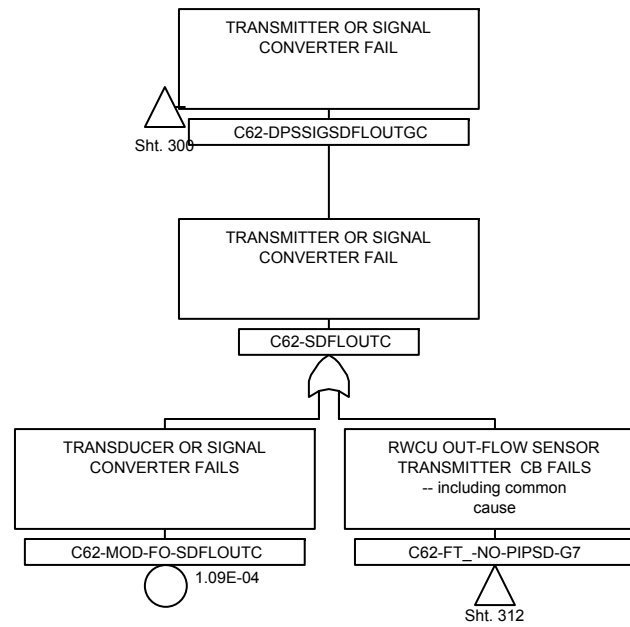 TRANSMITTER OR SIGNAL
CONVERTER FAIL
Sht. 300
C62-DPSSIGSDFLOUTGC
TRANSMITTER OR SIGNAL
CONVERTER FAIL
C62-SDFLOUTC
TRANSDUCER OR SIGNAL
CONVERTER FAILS
C62-MOD-FO-SDFLOUTC
1.09E-04
RWCU OUT-FLOW SENSOR
TRANSMITTER CB FAILS
-- including common
cause
C62-FT_-NO-PIPSD-G7
Sht. 312